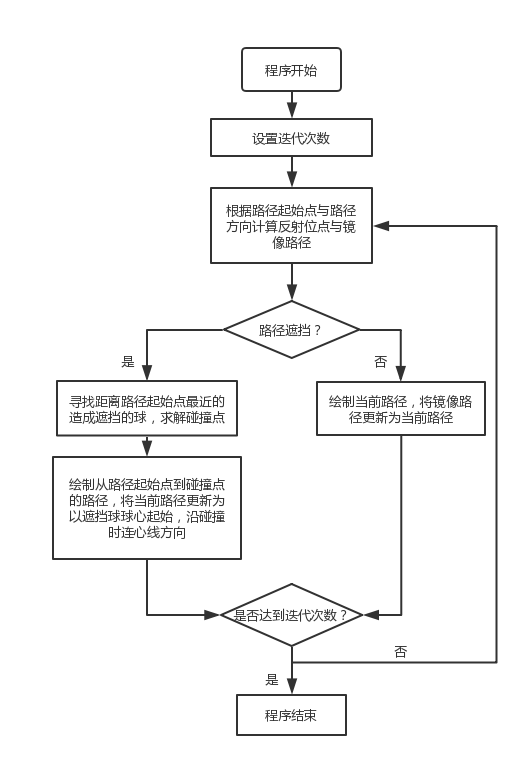 程序开始
设置迭代次数
根据路径起始点与路径
方向计算反射位点与镜
像路径
路径遮挡？
是
否
寻找距离路径起始点最近的
造成遮挡的球，求解碰撞点
绘制当前路径，将镜像路
径更新为当前路径
绘制从路径起始点到碰撞点
的路径，将当前路径更新为
以遮挡球球心起始，沿碰撞
时连心线方向
是否达到迭代次数？
否
是
程序结束